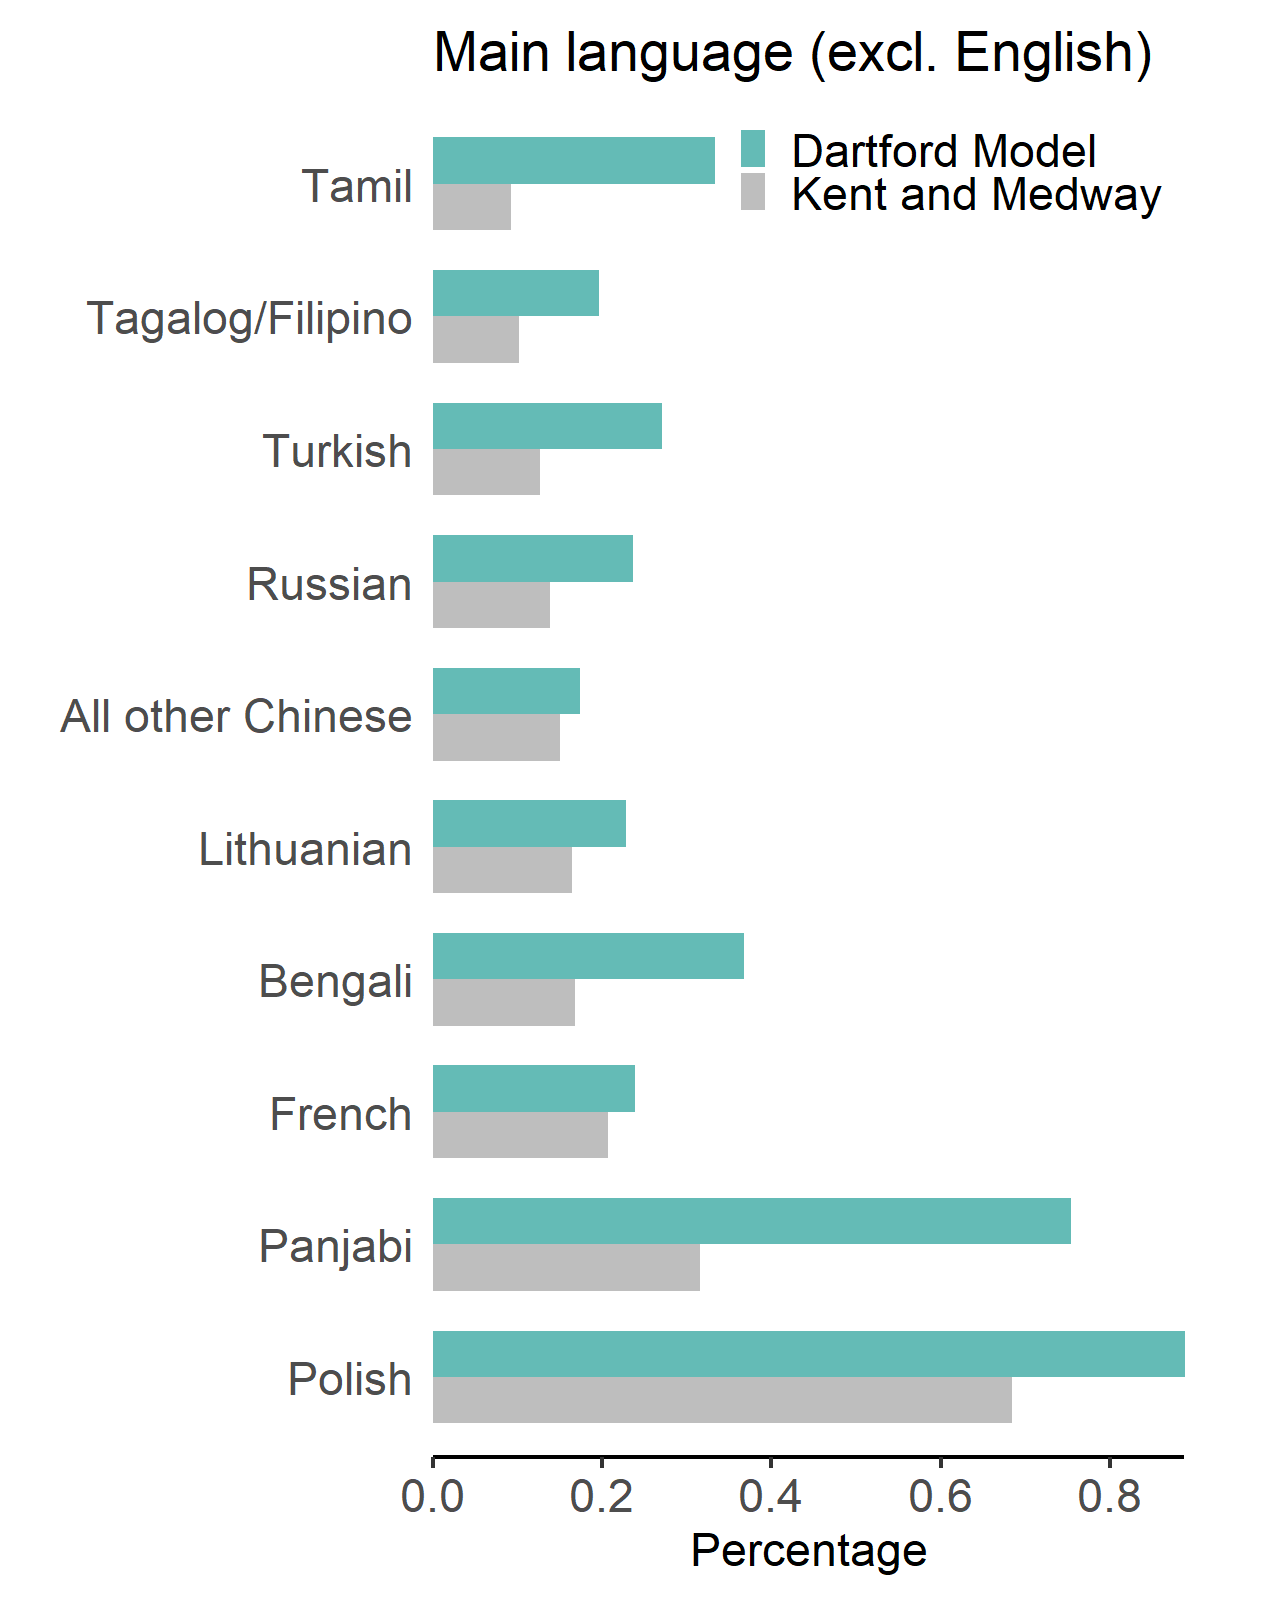 Main language (excl. English)
Dartford Model
Kent and Medway
Tamil
Tagalog/Filipino
Turkish
Russian
All other Chinese
Lithuanian
Bengali
French
Panjabi
Polish
0.0 0.2 0.4 0.6 0.8
Percentage